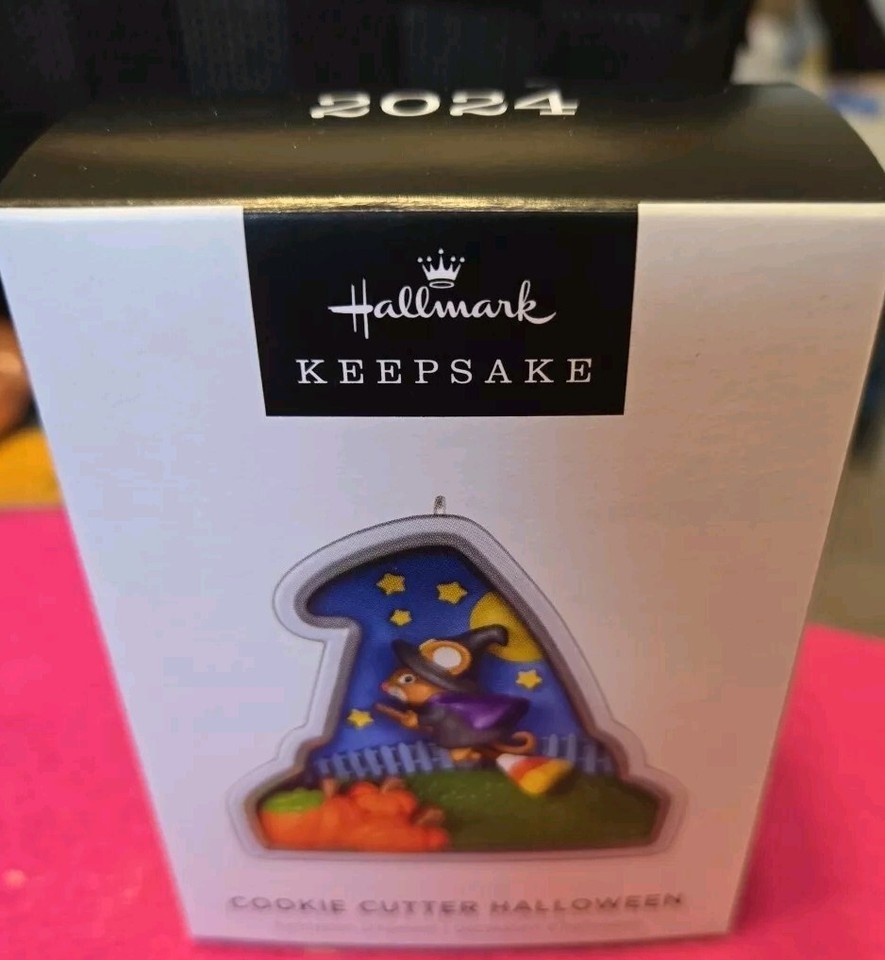 2024
Hallmark
KEEPSAKE
COOKIE CUTTER HALLOWEEN